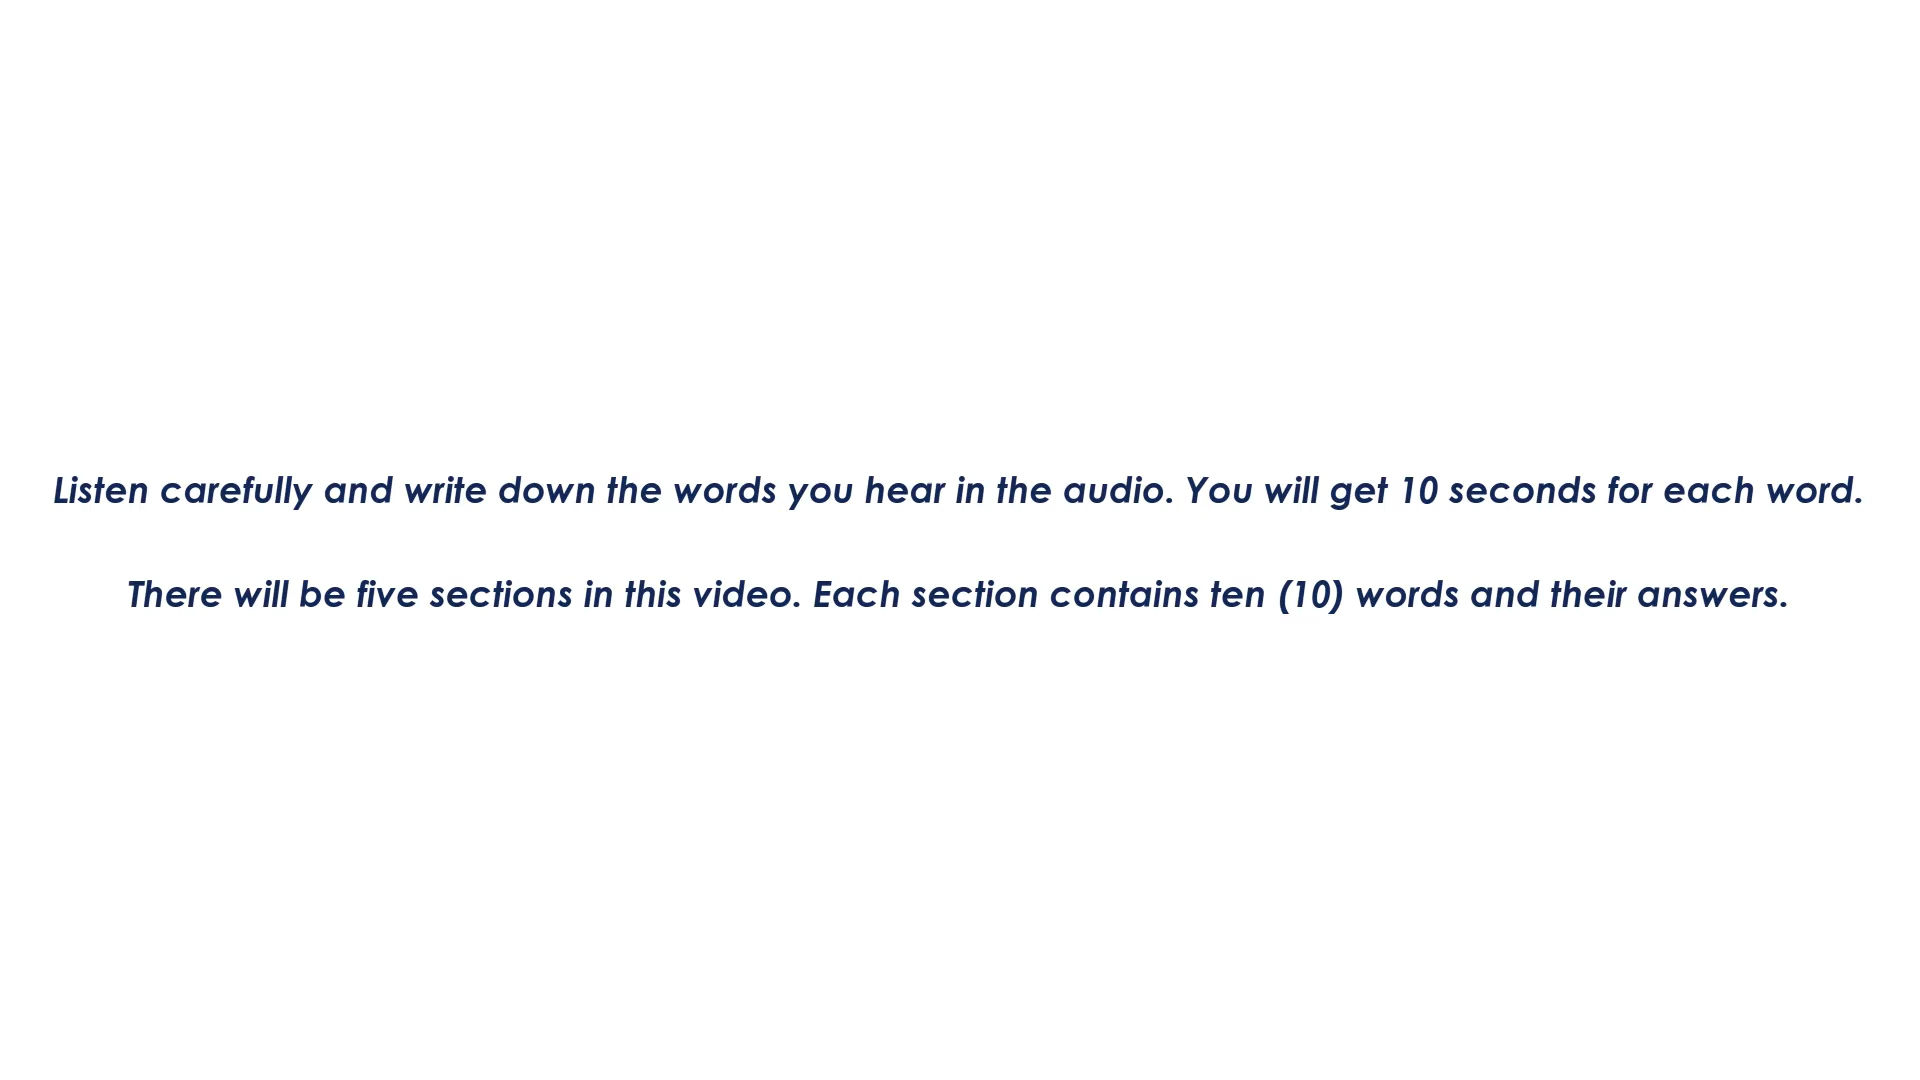 Listen carefully and write down the words you hear in the audio. You will get 10 seconds for each word.
There will be five sections in this video. Each section contains ten (10) words and their answers.